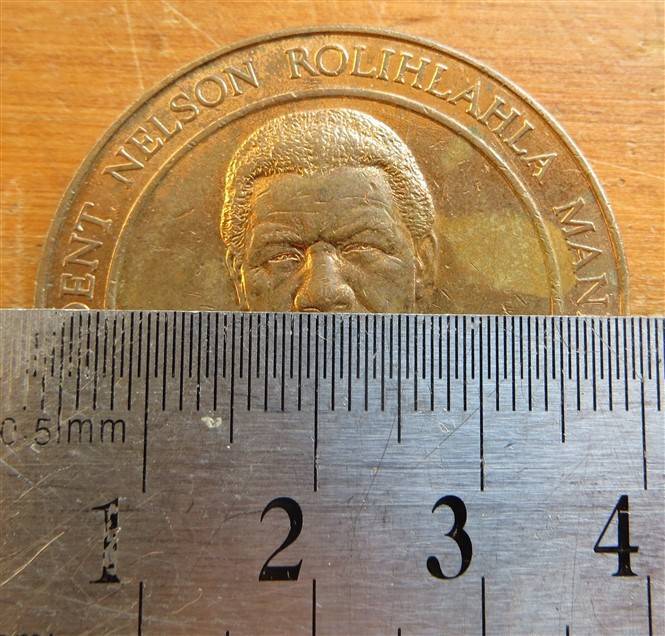 DENT NELSON ROLIHLAHLA MAN
0.5mm
1 2 3 4